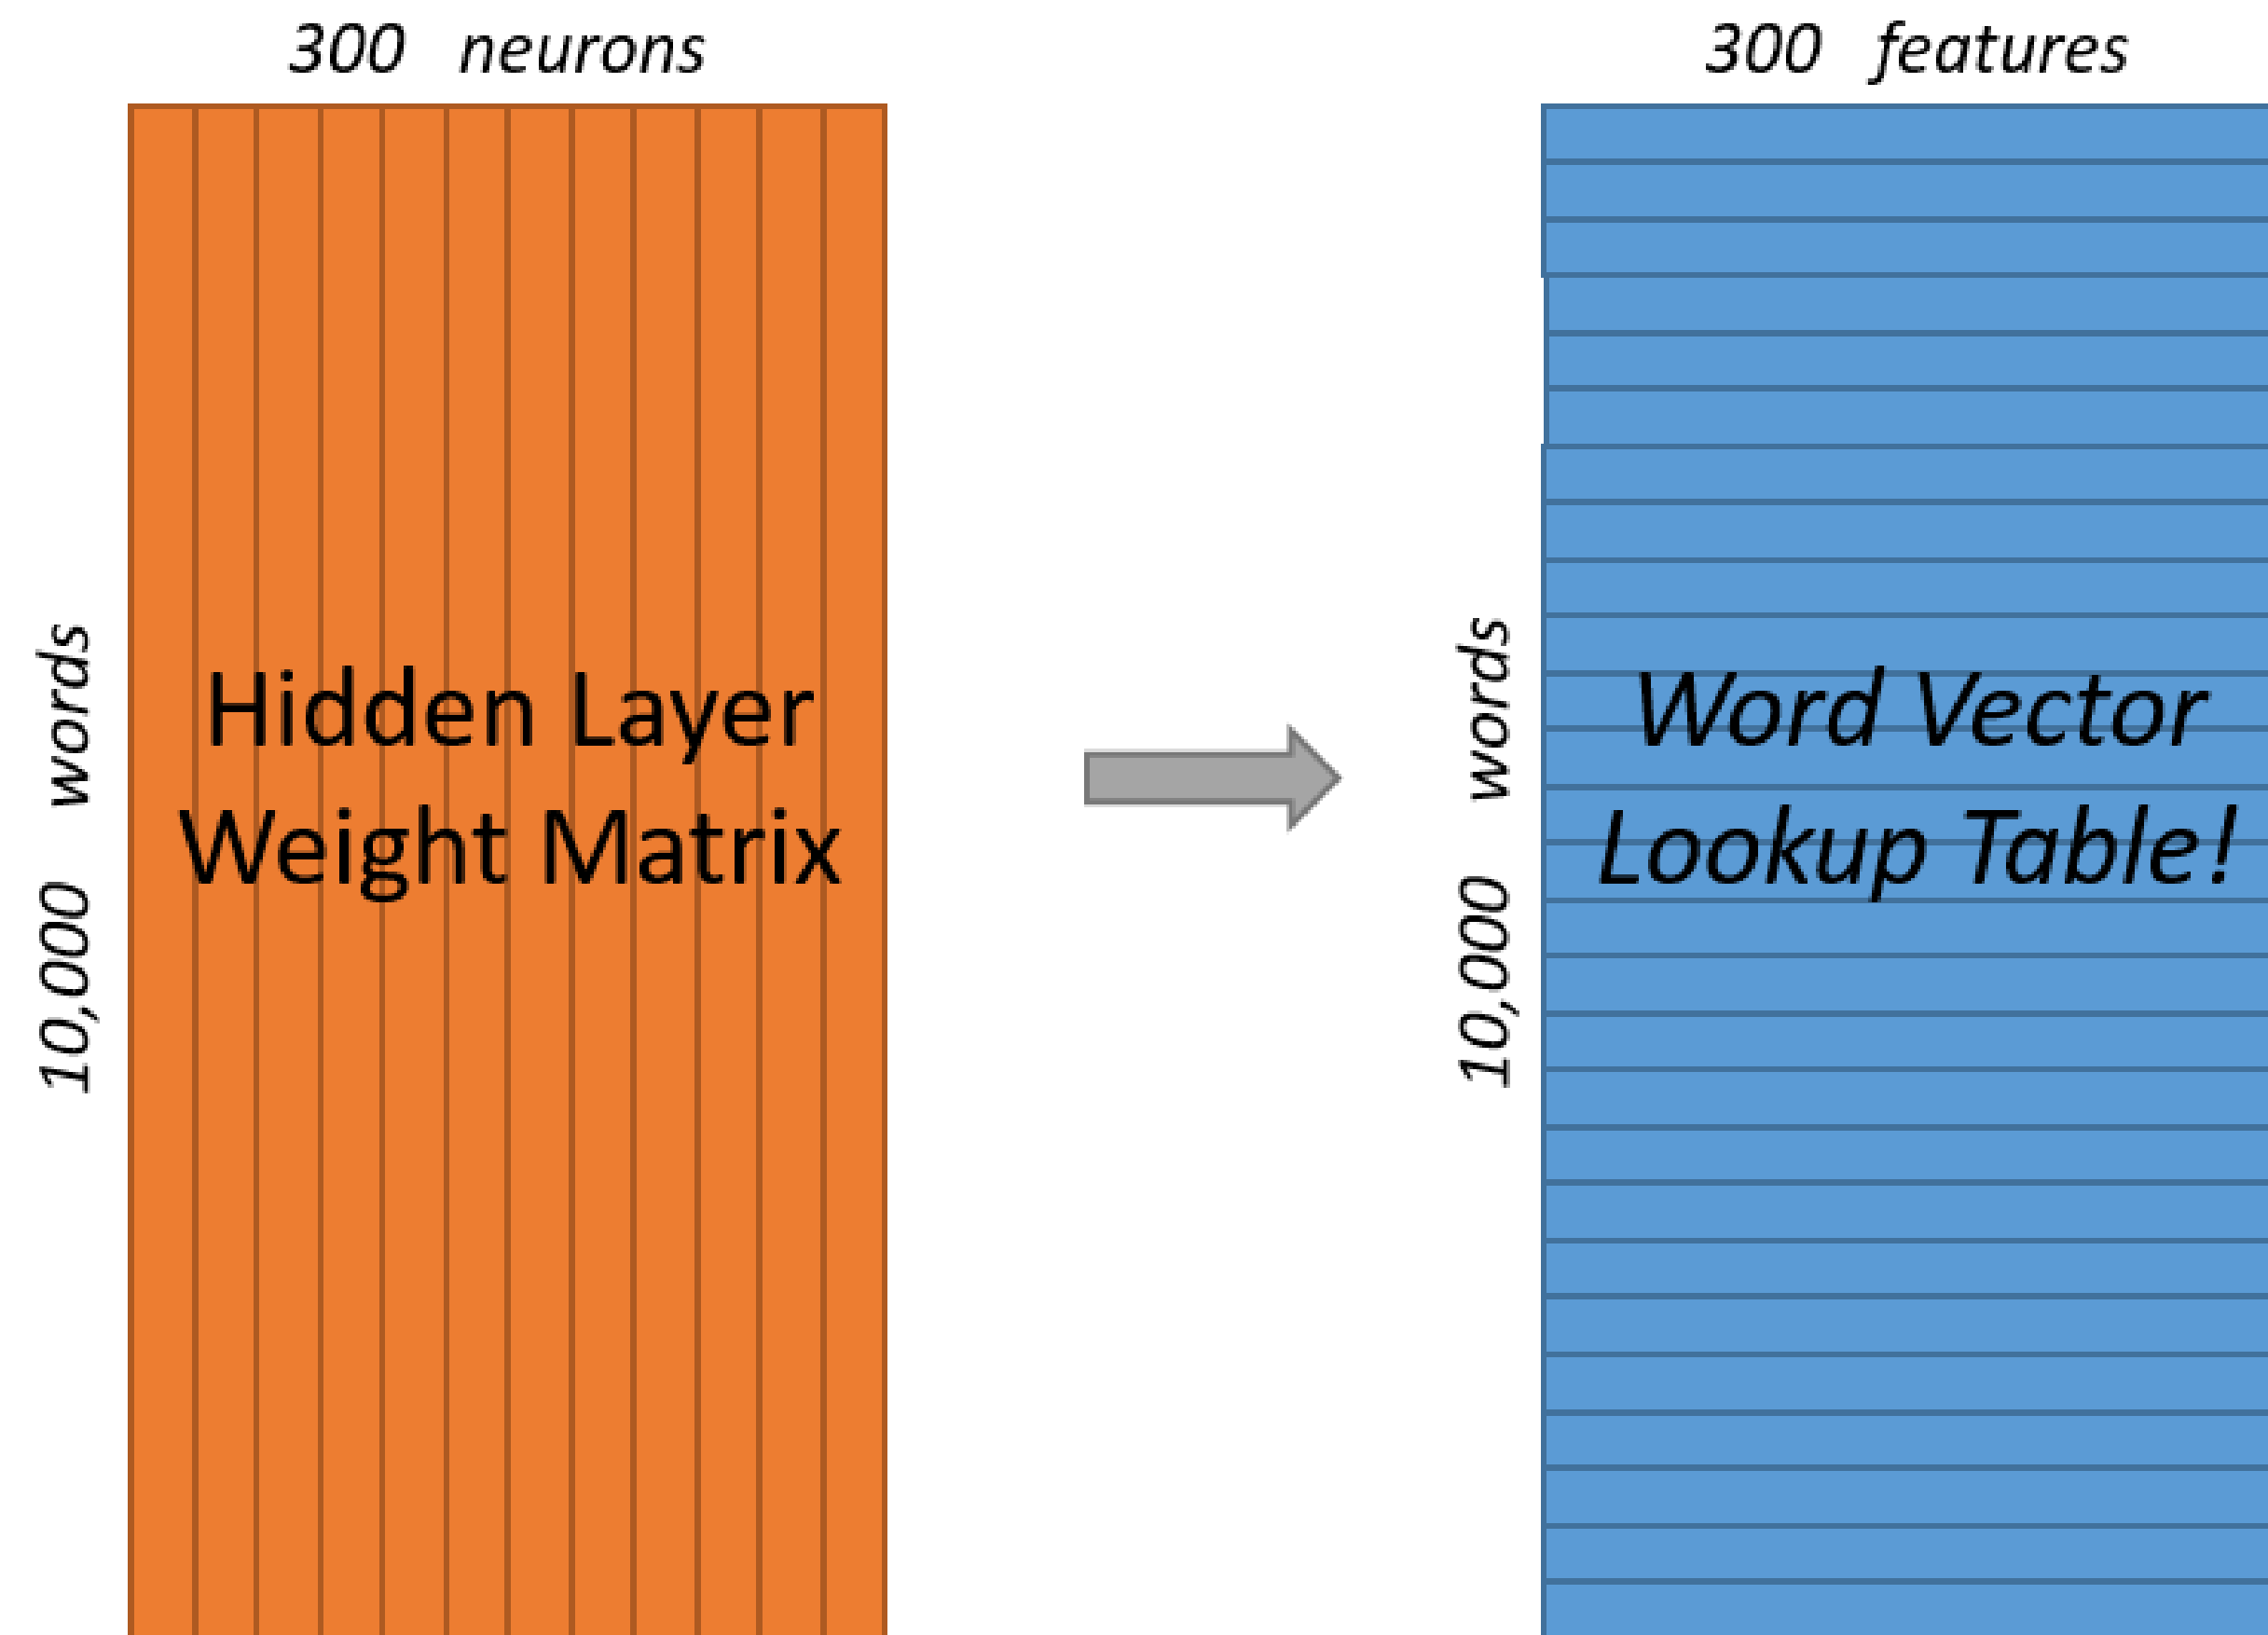 300 neurons
10,000 words
Hidden Layer
Weight Matrix
300 features
10,000 words
Word Vector
Lookup Table!